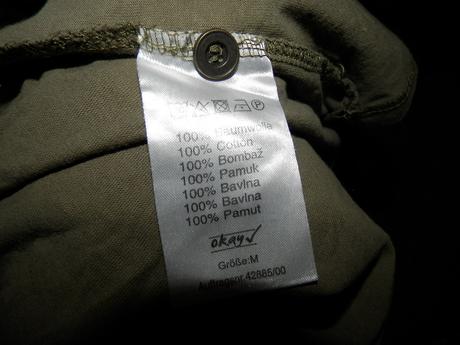 100% Baumwolle
100% Cotton
100% Bombaž
100% Pamuk
100% Bavlna
100% Bavlna
100% Pamut
okay
Größe:M
Auftragsnr.42885/00